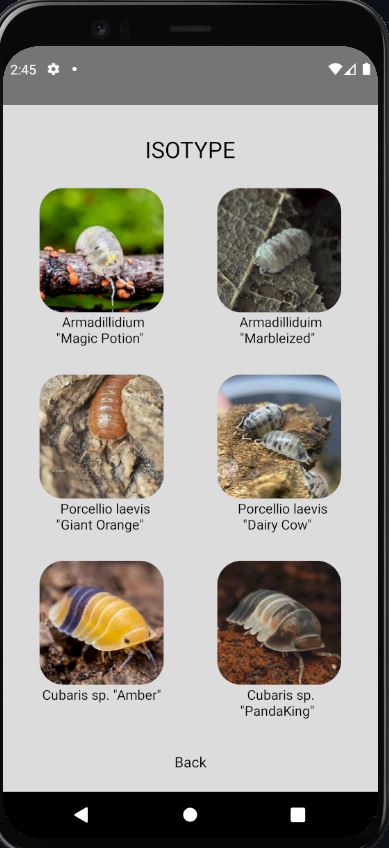 2:45
ISOTYPE
Armadillidium
"Magic Potion"
Armadilliduim
"Marbleized"
Porcellio laevis
"Giant Orange"
Porcellio laevis
"Dairy Cow"
Cubaris sp. "Amber"
Cubaris sp.
"PandaKing"
Back